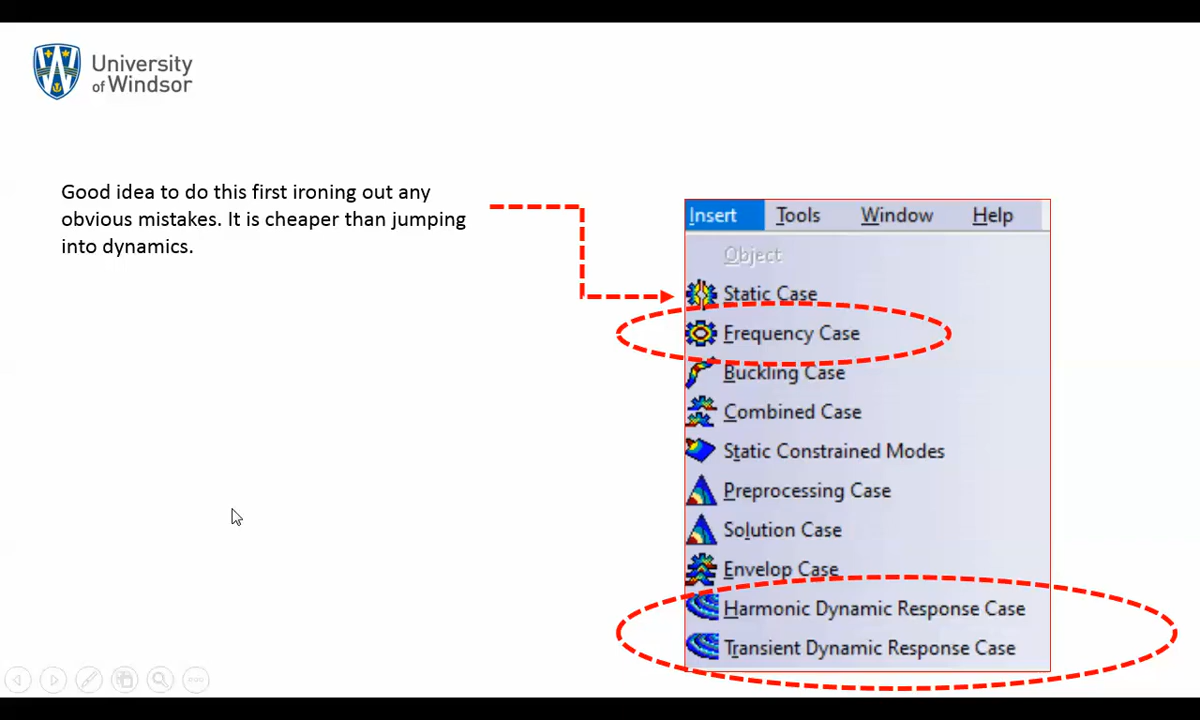 University
of Windsor
Good idea to do this first ironing out any
obvious mistakes. It is cheaper than jumping
into dynamics.
Insert Tools Window Help
Object
Static Case
Frequency Case
Buckling Case
Combined Case
Static Constrained Modes
Preprocessing Case
Solution Case
Envelop Case
Harmonic Dynamic Response Case
Transient Dynamic Response Case